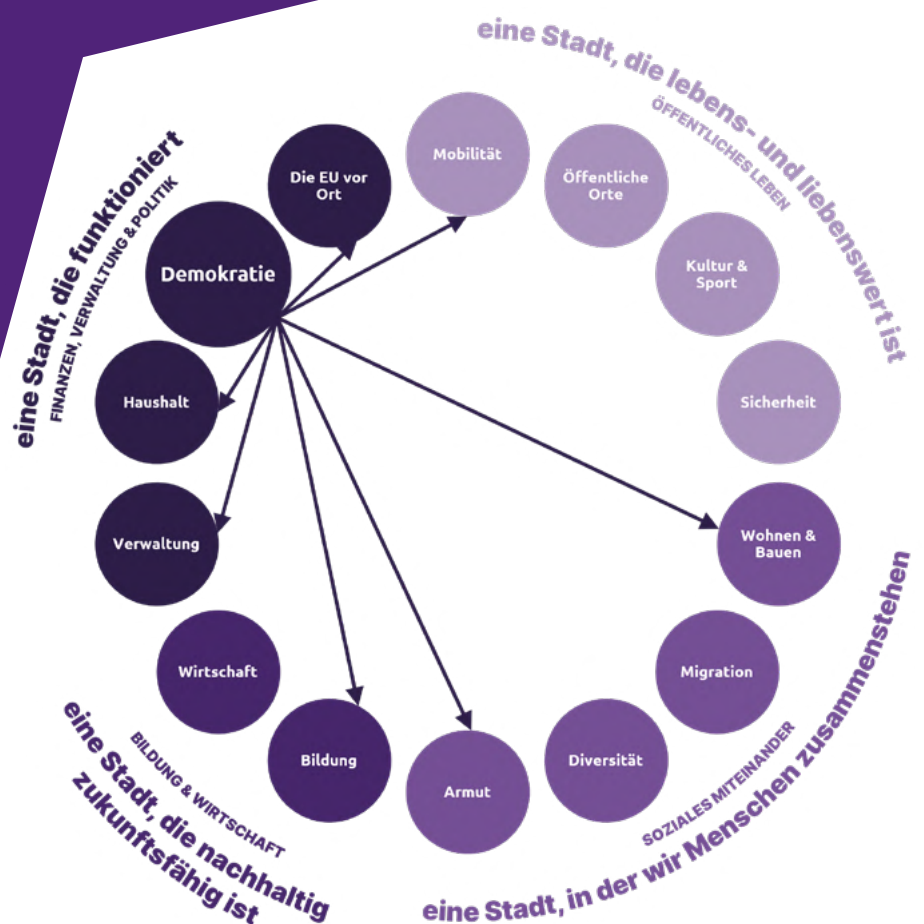 eine Stadt, die lebens- und liebenswert ist
ÖFFENTLICHES LEBEN
Mobilität
Öffentliche
Orte
Kultur &
Sport
Sicherheit
eine Stadt, die funktioniert
FINANZEN, VERWALTUNG & POLITIK
Die EU vor
Ort
Demokratie
Haushalt
Verwaltung
Wohnen &
Bauen
Migration
Diversität
Armut
SOZIALES MITEINANDER
eine Stadt, in der wir Menschen zusammenstehen
Wirtschaft
Bildung
BILDUNG & WIRTSCHAFT
eine Stadt, die nachhaltig
zukunftsfähig ist